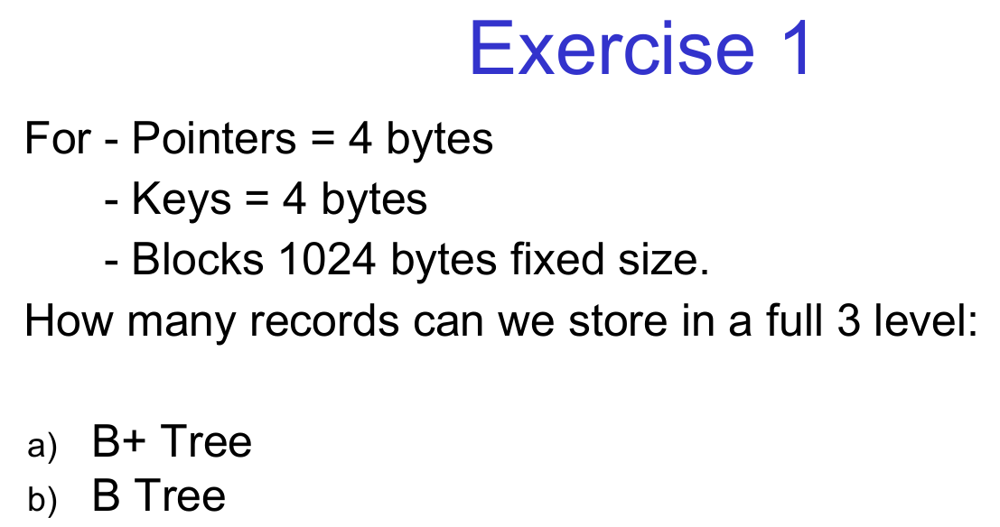 Exercise 1
For - Pointers = 4 bytes
- Keys = 4 bytes
- Blocks 1024 bytes fixed size.
How many records can we store in a full 3 level:
a) B+ Tree
b) B Tree